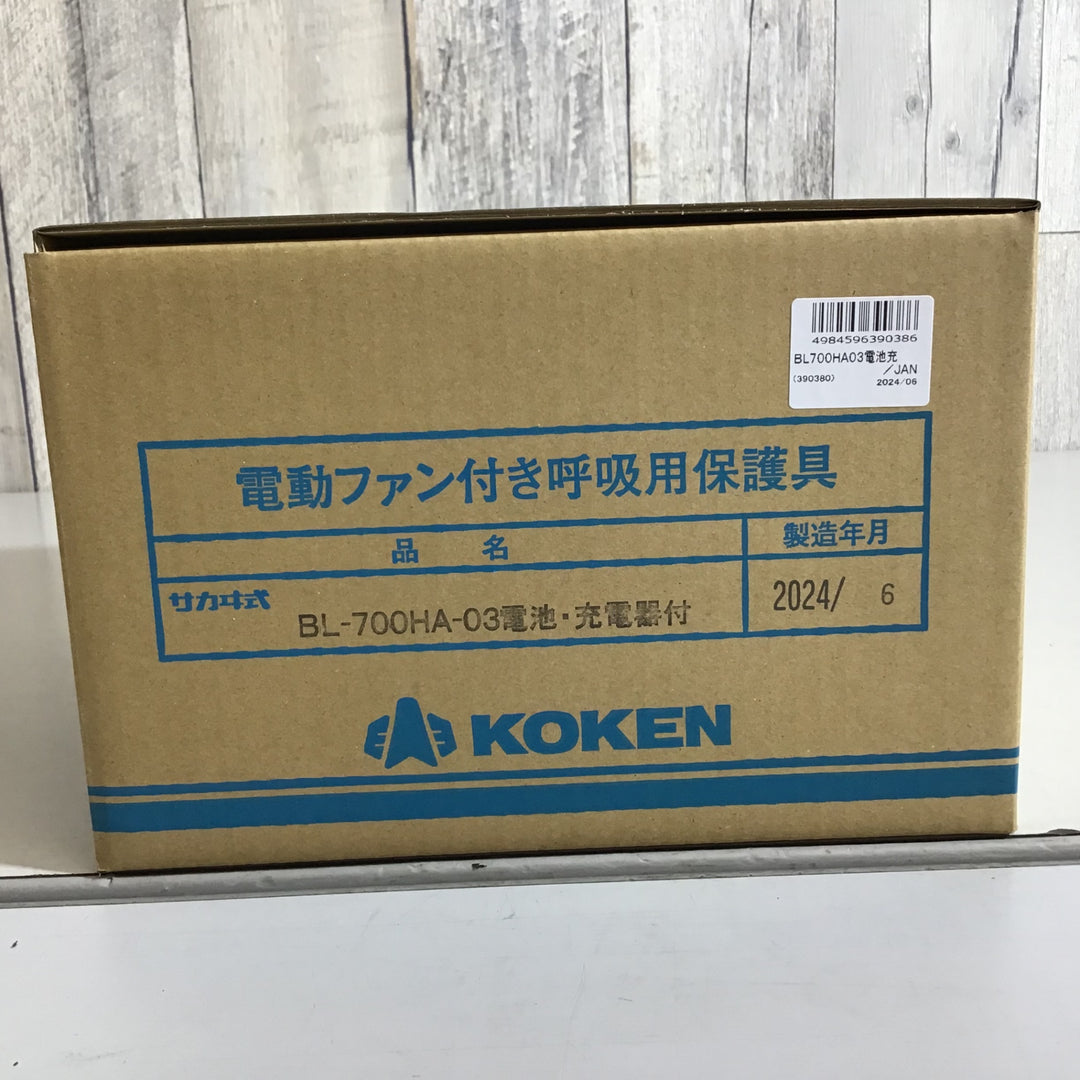 4984596390386
BL700HA03電池充
／JAN
(390380) 2024/06
電動ファン付き呼吸用保護具
品 名
製造年月
サカヰ式
BL-700HA-03電池・充電器付
2024/ 6
KOKEN